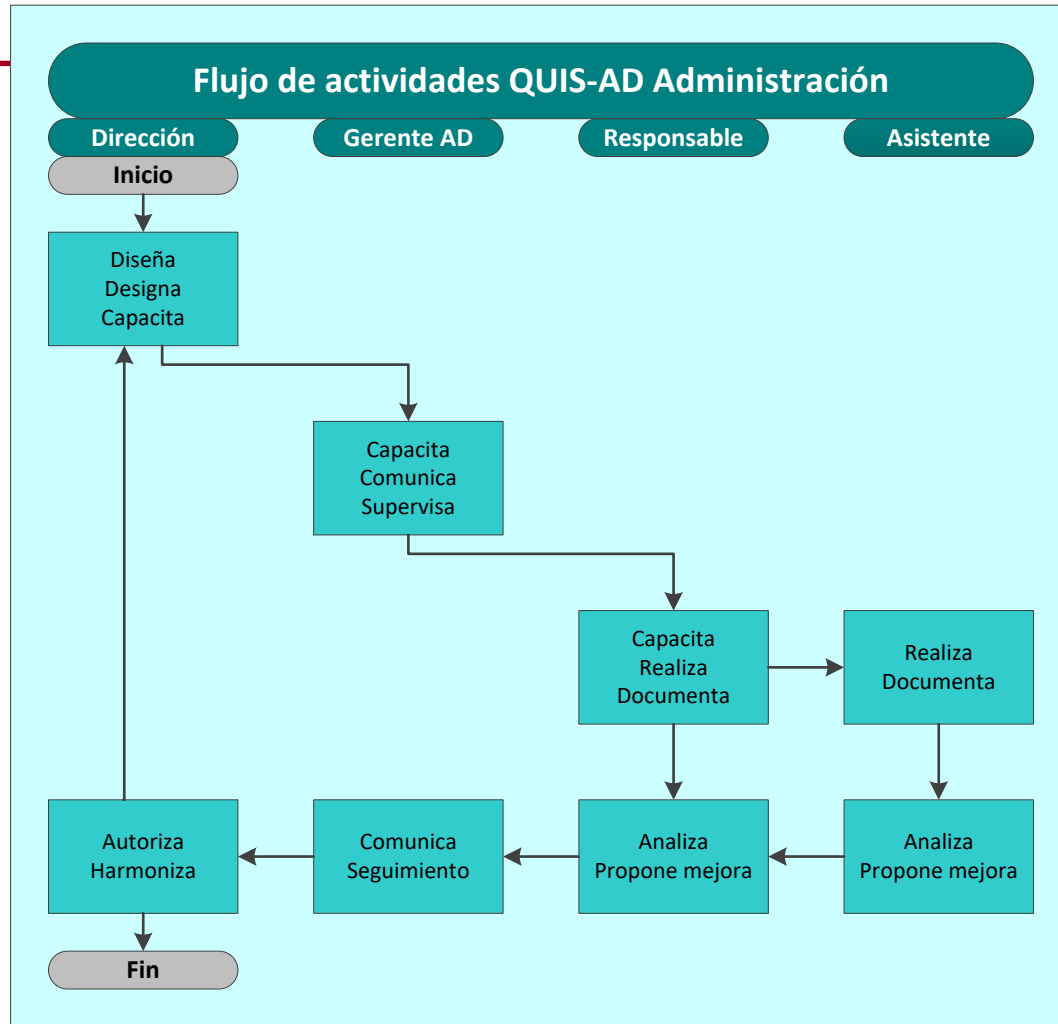 Flujo de actividades QUIS-AD Administración
Dirección
Gerente AD
Responsable
Asistente
Inicio
Diseña
Designa
Capacita
Capacita
Comunica
Supervisa
Capacita
Realiza
Documenta
Realiza
Documenta
Autoriza
Harmoniza
Comunica
Seguimiento
Analiza
Propone mejora
Analiza
Propone mejora
Fin